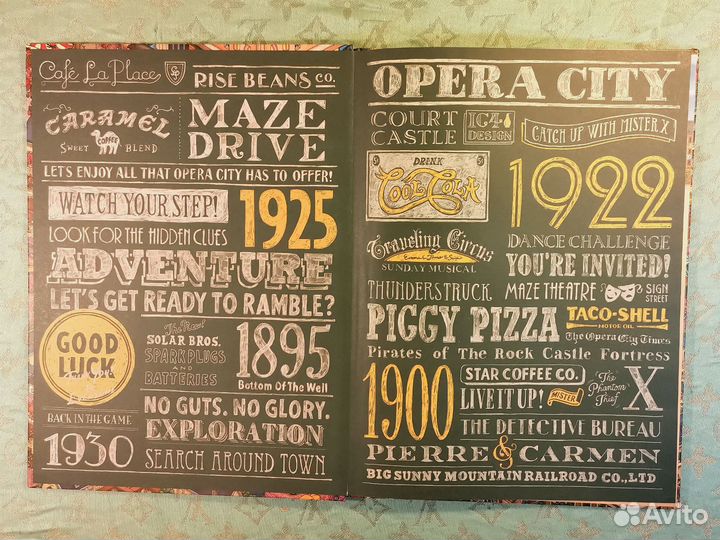 Café La Place
CP
RISE BEANS CO.
CARAMEL
COFFEE
SWEET BLEND
MAZE
DRIVE
LET'S ENJOY ALL THAT OPERA CITY HAS TO OFFER!
WATCH YOUR STEP!
LOOK FOR THE HIDDEN CLUES
1925
ADVENTURE
LET'S GET READY TO RAMBLE?
GOOD
LUCK
The New!
SOLAR BROS.
SPARKPLUGS
AND
BATTERIES
1895
Bottom Of The Well
BACK IN THE GAME
1930
NO GUTS. NO GLORY.
EXPLORATION
SEARCH AROUND TOWN
OPERA CITY
COURT
CASTLE
IG4
DESIGN
CATCH UP WITH MISTER X
DRINK
Cool Cola
1922
Traveling Circus
SUNDAY MUSICAL
DANCE CHALLENGE
YOU'RE INVITED!
THUNDERSTRUCK
MAZE THEATRE
SIGN
STREET
PIGGY PIZZA
TACO-SHELL
MOTOR OIL
The Opera City Times
Pirates of The Rock Castle Fortress
1900
STAR COFFEE CO.
LIVE IT UP!
MISTER
"The
Phantom
Thief"
X
THE DETECTIVE BUREAU
PIERRE & CARMEN
BIG SUNNY MOUNTAIN RAILROAD CO., LTD
Avito